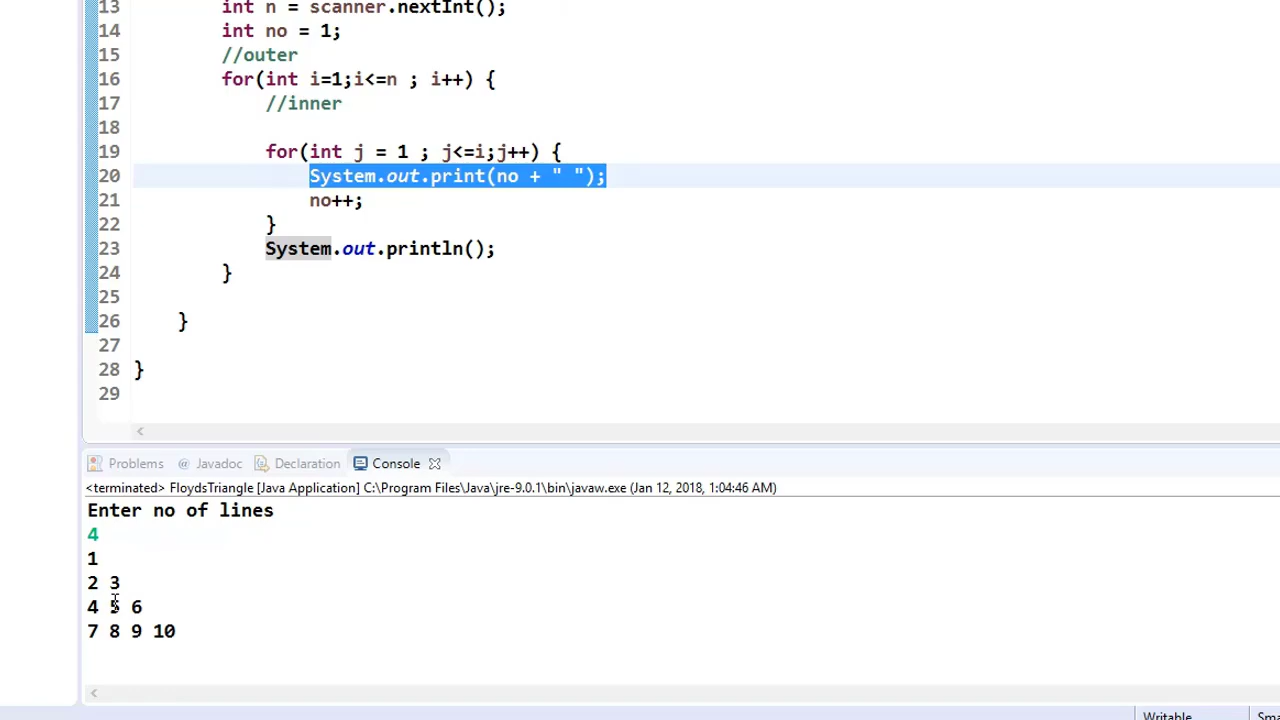 13 int n = scanner.nextInt();
14 int no = 1;
15 //outer
16 for(int i=1;i<=n ; i++) {
17 //inner
18
19 for(int j = 1 ; j<=i;j++) {
20 System.out.print(no + " ");
21 no++;
22 }
23 System.out.println();
24 }
25
26 }
27
28 }
29
Problems @ Javadoc Declaration Console
<terminated> FloydsTriangle [Java Application] C:\Program Files\Java\jre-9.0.1\bin\javaw.exe (Jan 12, 2018, 1:04:46 AM)
Enter no of lines
4
1
2 3
4 5 6
7 8 9 10
Writable